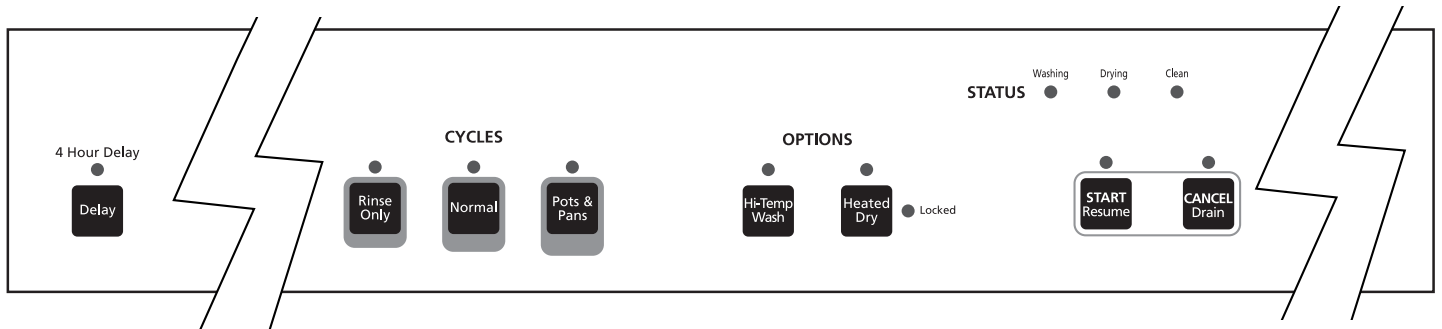 4 Hour Delay
Delay
CYCLES
Rinse
Only
Normal
Pots &
Pans
OPTIONS
Hi-Temp
Wash
Heated
Dry
Locked
STATUS
Washing
Drying
Clean
START
Resume
CANCEL
Drain